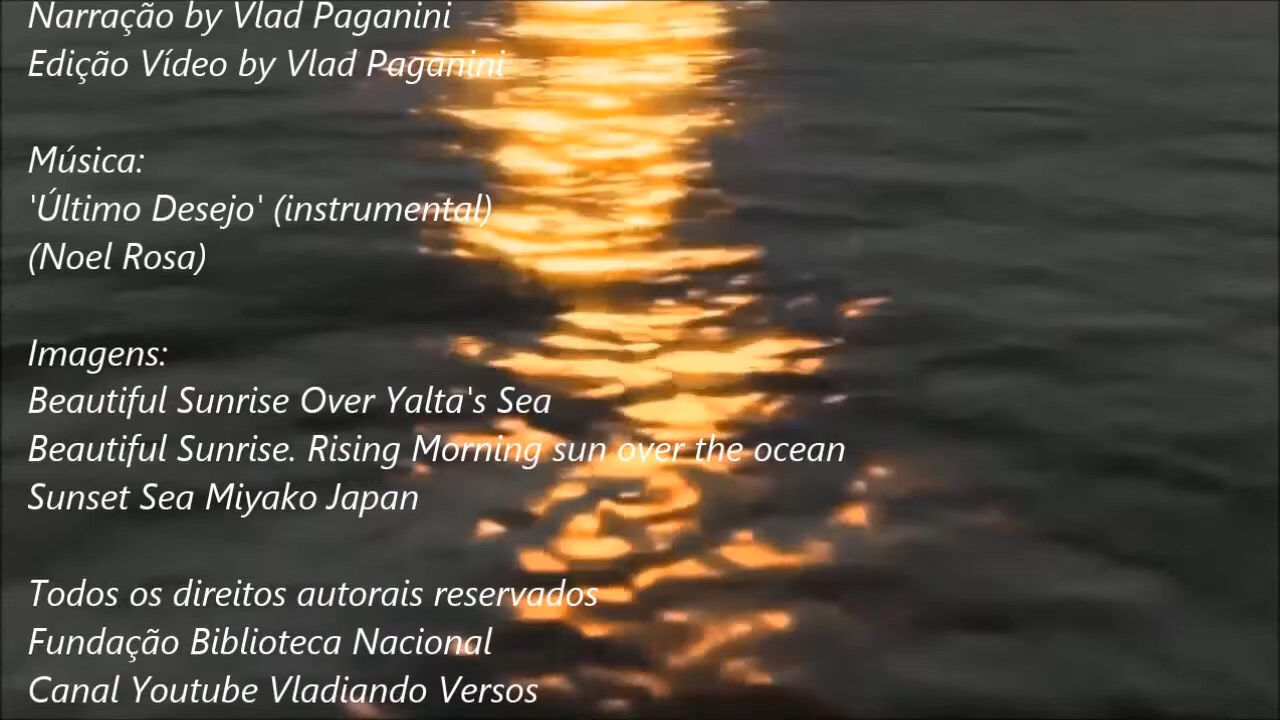 Narração by Vlad Paganini
Edição Vídeo by Vlad Paganini
Música:
'Último Desejo' (instrumental)
(Noel Rosa)
Imagens:
Beautiful Sunrise Over Yalta's Sea
Beautiful Sunrise. Rising Morning sun over the ocean
Sunset Sea Miyako Japan
Todos os direitos autorais reservados
Fundação Biblioteca Nacional
Canal Youtube Vladiando Versos